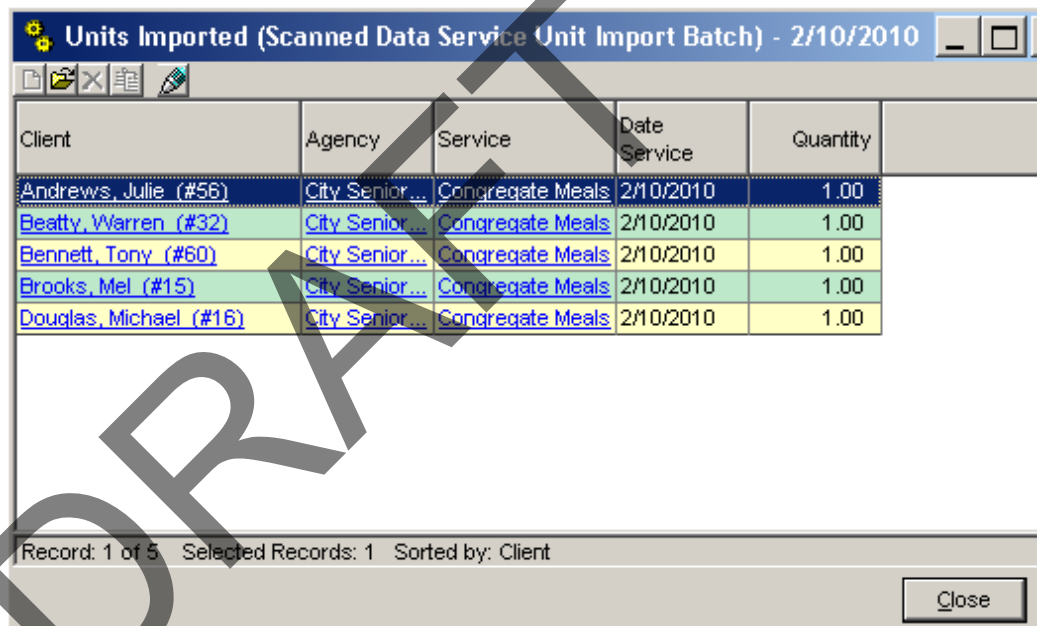 Units Imported (Scanned Data Service Unit Import Batch) - 2/10/2010
Client Agency Service Date Service Quantity
Andrews, Julie (#56) City Senior... Congregate Meals 2/10/2010 1.00
Beatty, Warren (#32) City Senior... Congregate Meals 2/10/2010 1.00
Bennett, Tony (#60) City Senior... Congregate Meals 2/10/2010 1.00
Brooks, Mel (#15) City Senior... Congregate Meals 2/10/2010 1.00
Douglas, Michael (#16) City Senior... Congregate Meals 2/10/2010 1.00
Record: 1 of 5 Selected Records: 1 Sorted by: Client
Close
DRAFT